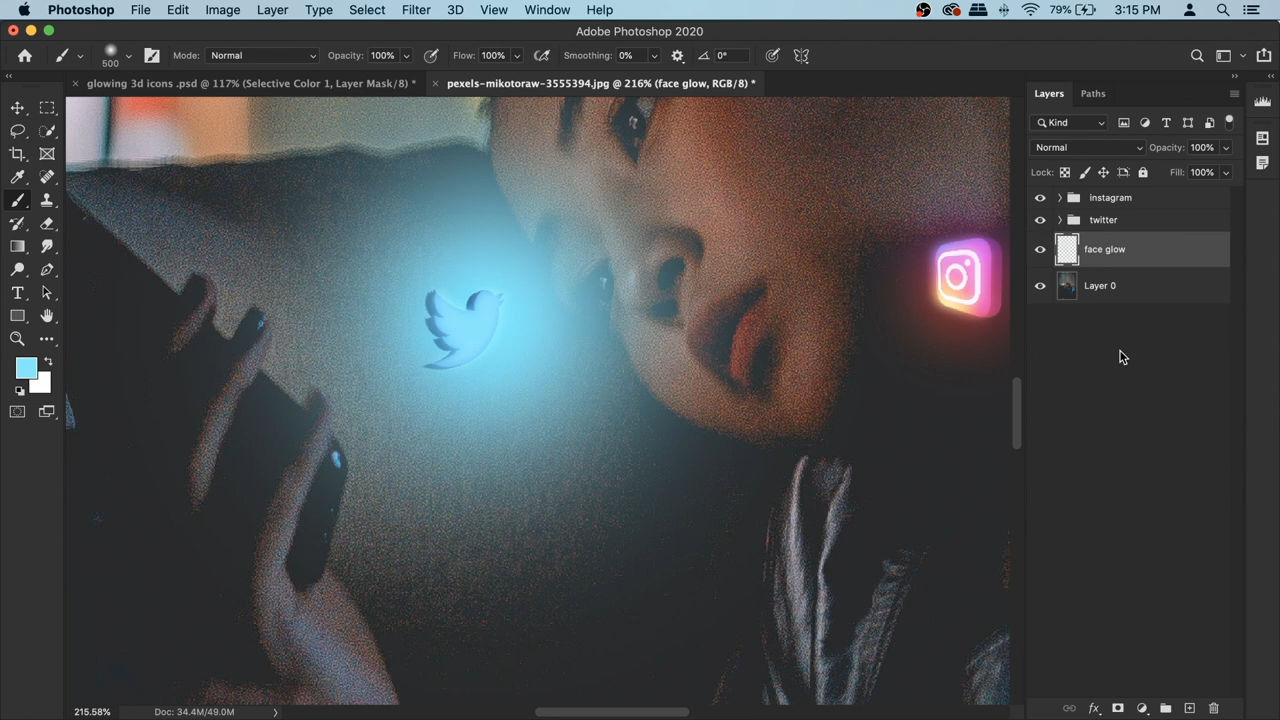 Photoshop File Edit Image Layer Type Select Filter 3D View Window Help 79% 3:15 PM
Adobe Photoshop 2020
500 Mode: Normal Opacity: 100% Flow: 100% Smoothing: 0% 0°
× glowing 3d icons .psd @ 117% (Selective Color 1, Layer Mask/8) * × pexels-mikotoraw-3555394.jpg @ 216% (face glow, RGB/8) *
Layers Paths
Kind
Normal Opacity: 100%
Lock: Fill: 100%
instagram
twitter
face glow
Layer 0
215.58% Doc: 34.4M/49.0M